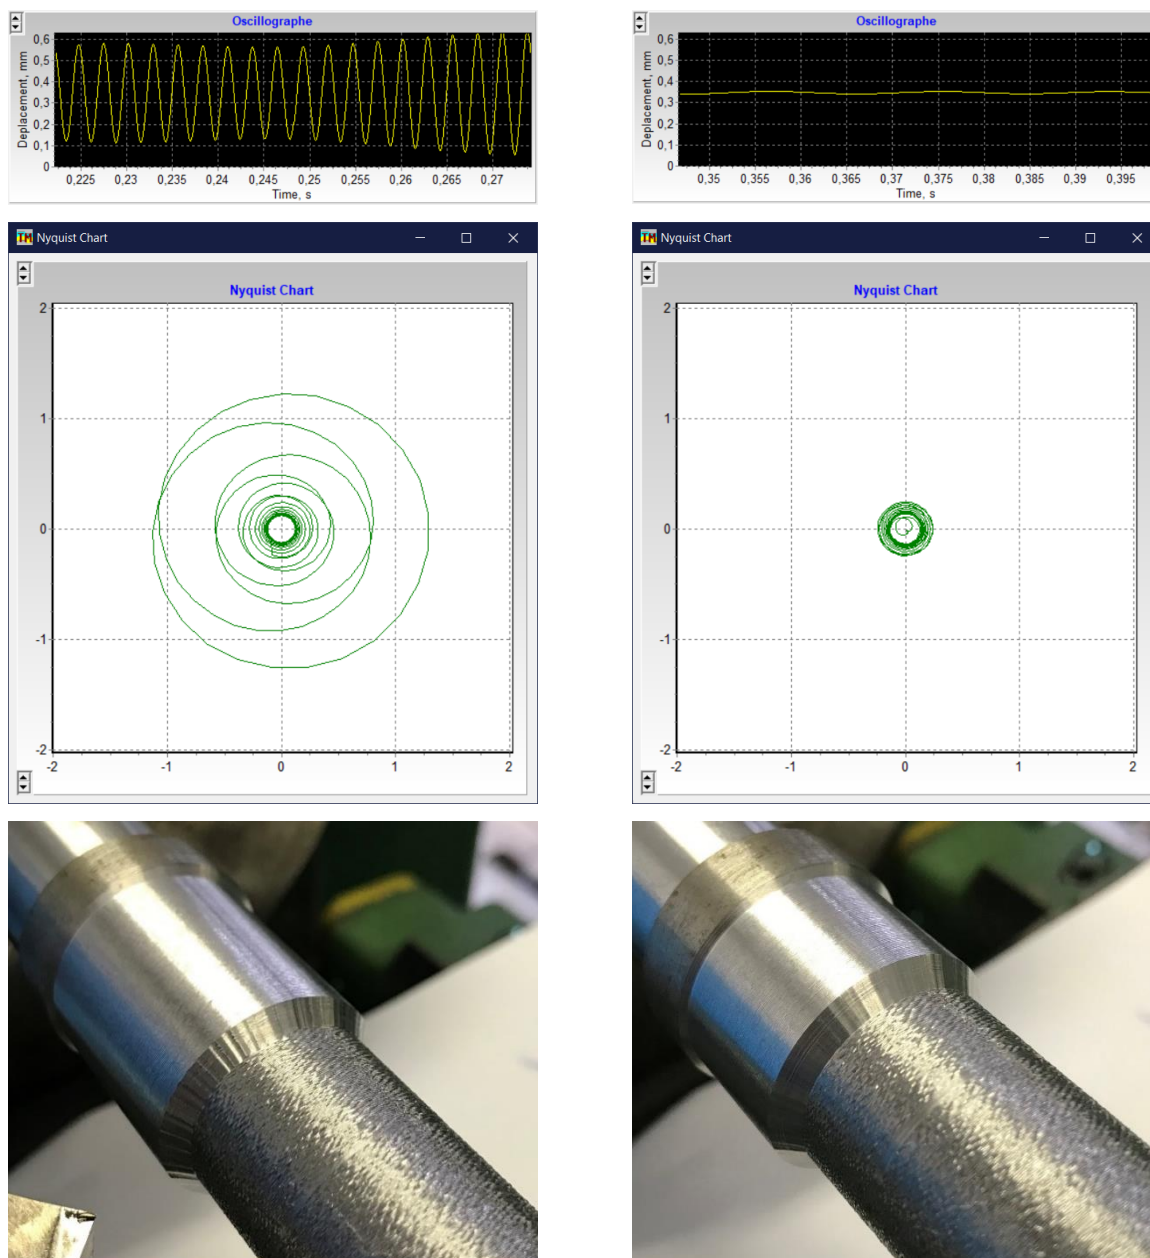 Oscillographe
Deplacement, mm
0,6
0,5
0,4
0,3
0,2
0,1
0
0,225 0,23 0,235 0,24 0,245 0,25 0,255 0,26 0,265 0,27
Time, s
Oscillographe
Deplacement, mm
0,6
0,5
0,4
0,3
0,2
0,1
0
0,35 0,355 0,36 0,365 0,37 0,375 0,38 0,385 0,39 0,395
Time, s
TM Nyquist Chart
Nyquist Chart
2
1
0
-1
-2
-2 -1 0 1 2
TM Nyquist Chart
Nyquist Chart
2
1
0
-1
-2
-2 -1 0 1 2